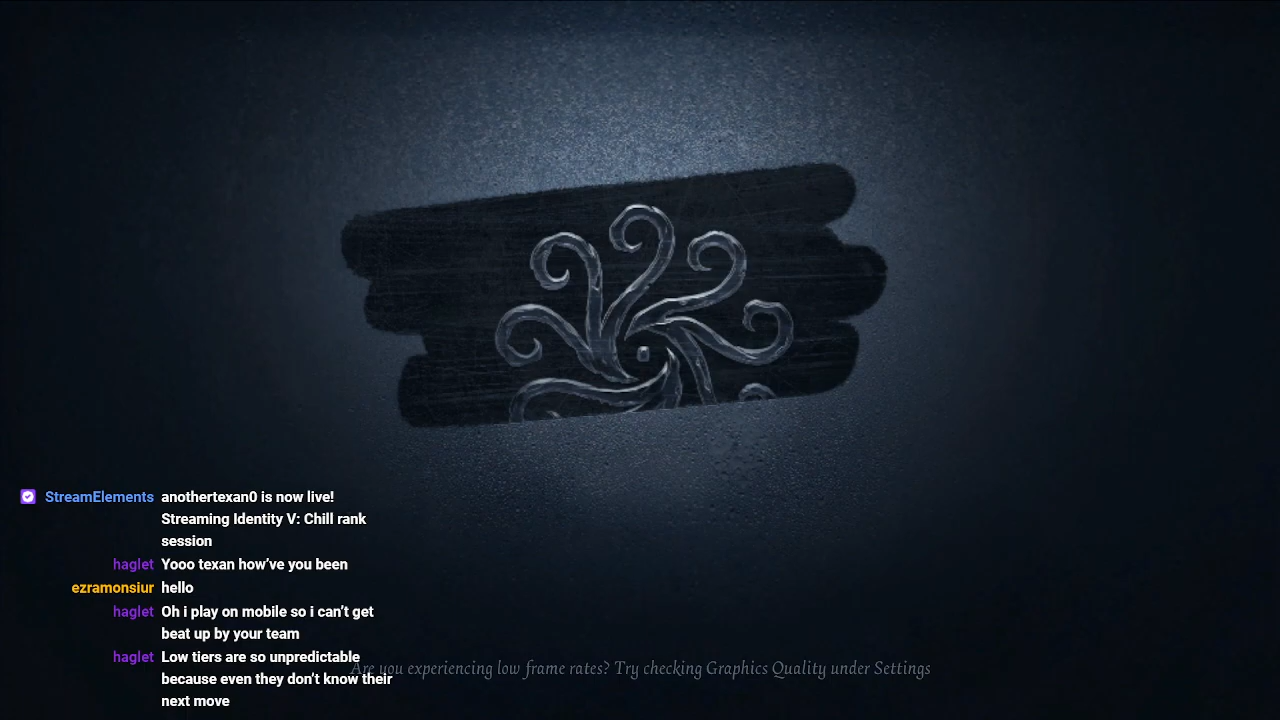 StreamElements anothertexan0 is now live!
Streaming Identity V: Chill rank
session
haglet Yooo texan how’ve you been
ezramonsiur hello
haglet Oh i play on mobile so i can’t get
beat up by your team
haglet Low tiers are so unpredictable
because even they don’t know their
next move
Are you experiencing low frame rates? Try checking Graphics Quality under Settings